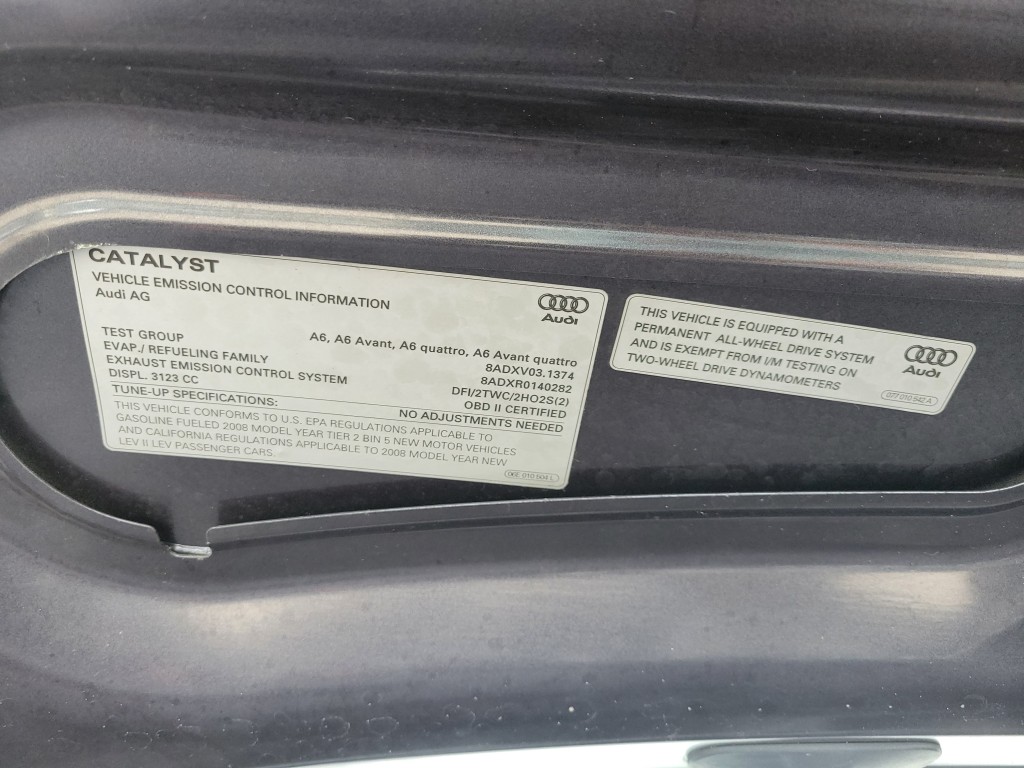 CATALYST
VEHICLE EMISSION CONTROL INFORMATION
Audi AG
Audi
A6, A6 Avant, A6 quattro, A6 Avant quattro
TEST GROUP 8ADXV03.1374
EVAP./ REFUELING FAMILY 8ADXR0140282
EXHAUST EMISSION CONTROL SYSTEM DFI/2TWC/2HO2S(2)
DISPL. 3123 CC OBD II CERTIFIED
TUNE-UP SPECIFICATIONS: NO ADJUSTMENTS NEEDED
THIS VEHICLE CONFORMS TO U.S. EPA REGULATIONS APPLICABLE TO
GASOLINE FUELED 2008 MODEL YEAR TIER 2 BIN 5 NEW MOTOR VEHICLES
AND CALIFORNIA REGULATIONS APPLICABLE TO 2008 MODEL YEAR NEW
LEV II LEV PASSENGER CARS.
010
THIS VEHICLE IS EQUIPPED WITH A
PERMANENT ALL-WHEEL DRIVE SYSTEM
AND IS EXEMPT FROM I/M TESTING ON
TWO-WHEEL DRIVE DYNAMOMETERS
Audi
077 010 542 A